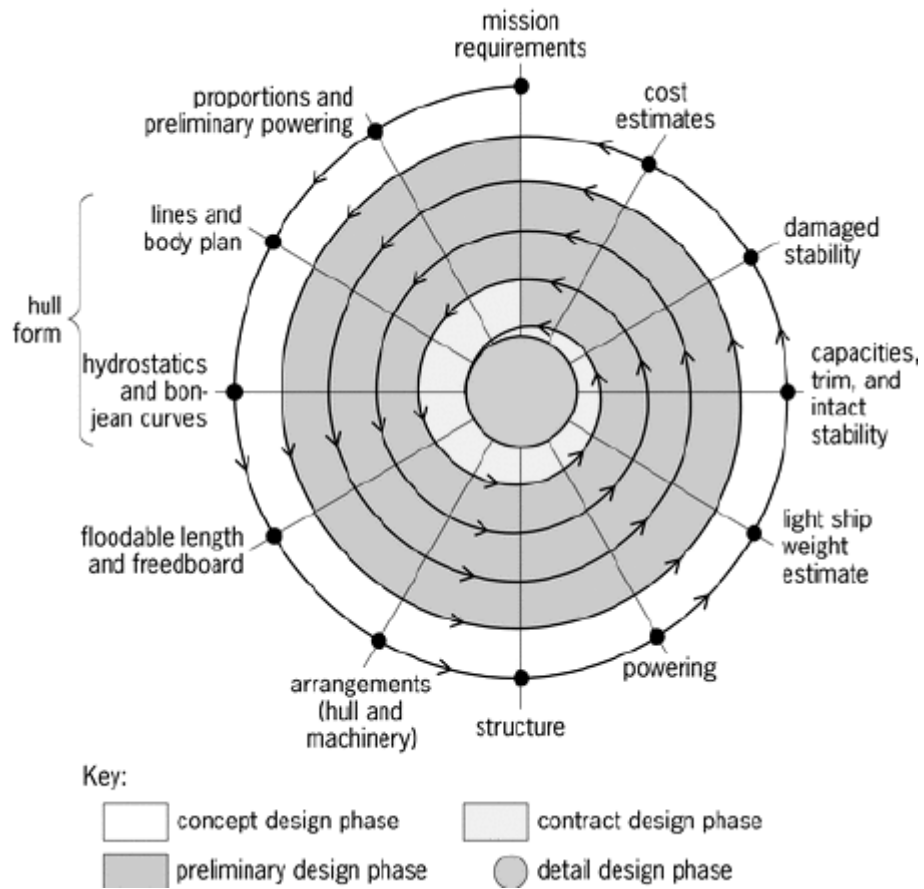 mission
requirements
cost
estimates
proportions and
preliminary powering
lines and
body plan
damaged
stability
hull
form
hydrostatics
and bon-
jean curves
capacities,
trim, and
intact
stability
floodable length
and freedboard
light ship
weight
estimate
powering
arrangements
(hull and
machinery)
structure
Key:
concept design phase
contract design phase
preliminary design phase
detail design phase